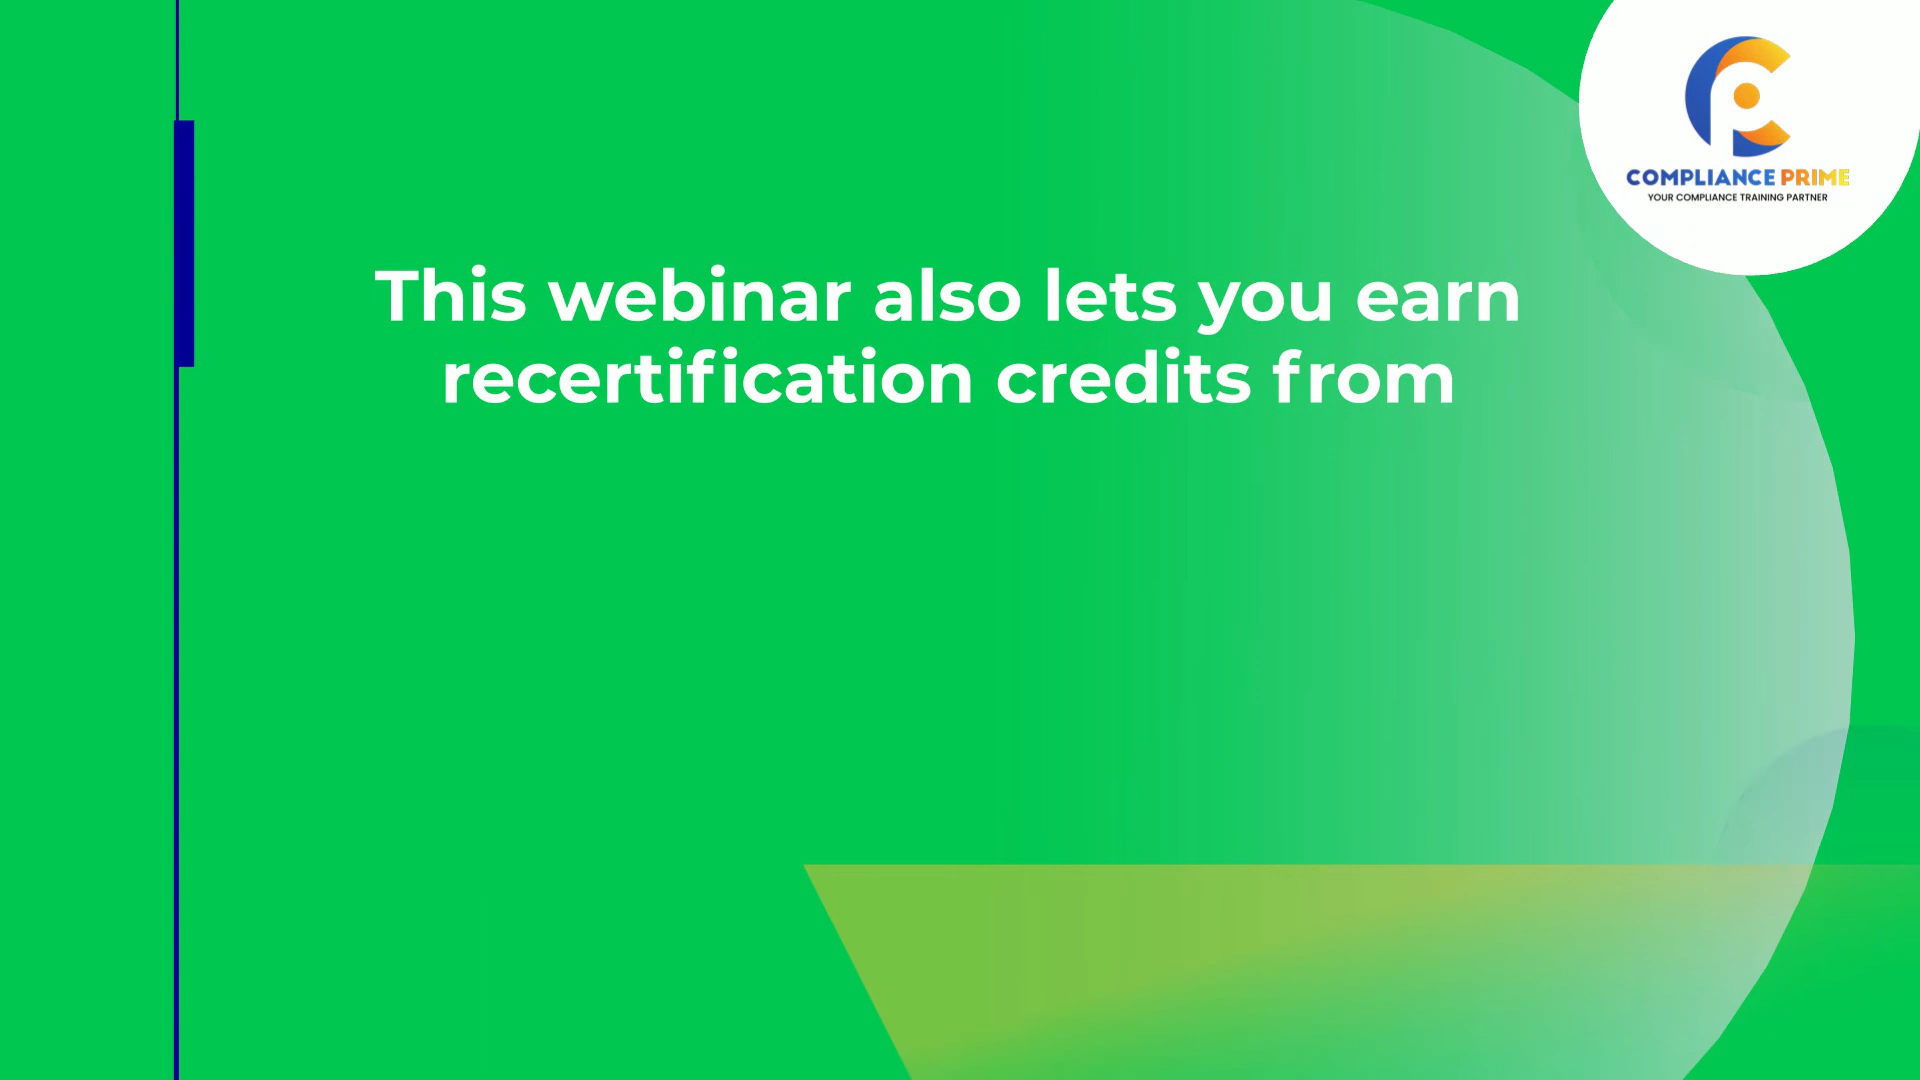 COMPLIANCE PRIME
YOUR COMPLIANCE TRAINING PARTNER
This webinar also lets you earn
recertification credits from